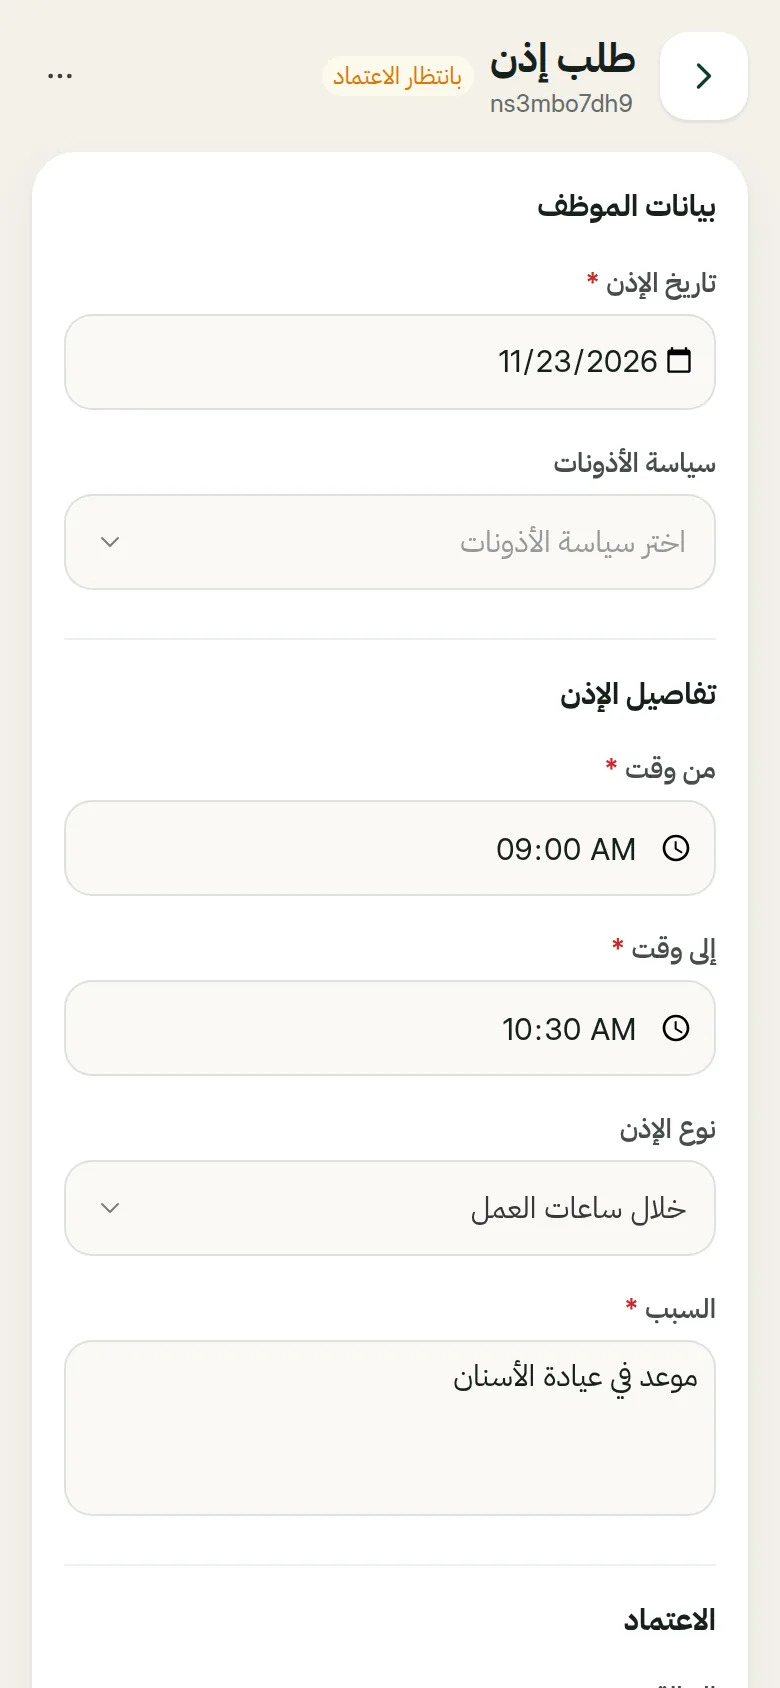 طلب إذن
بانتظار الاعتماد
ns3mbo7dh9
بيانات الموظف
تاريخ الإذن *
11/23/2026
سياسة الأذونات
اختر سياسة الأذونات
تفاصيل الإذن
من وقت *
09:00 AM
إلى وقت *
10:30 AM
نوع الإذن
خلال ساعات العمل
السبب *
موعد في عيادة الأسنان
الاعتماد